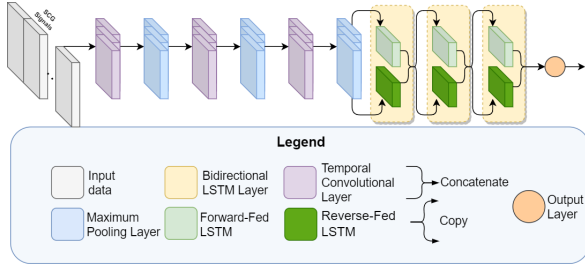 SCG
Signals
Legend
Input
data
Bidirectional
LSTM Layer
Temporal
Convolutional
Layer
Concatenate
Maximum
Pooling Layer
Forward-Fed
LSTM
Reverse-Fed
LSTM
Copy
Output
Layer